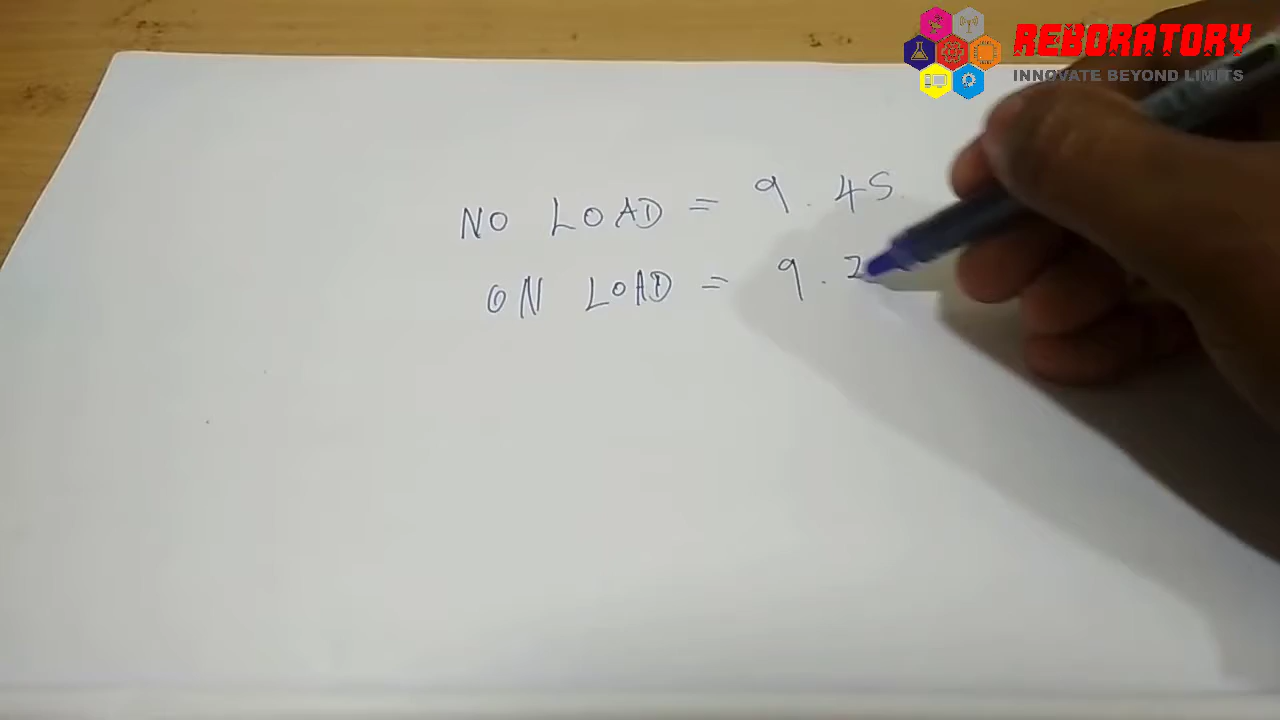 REBORATORY
INNOVATE BEYOND LIMITS
NO LOAD = 9.45
ON LOAD = 9.